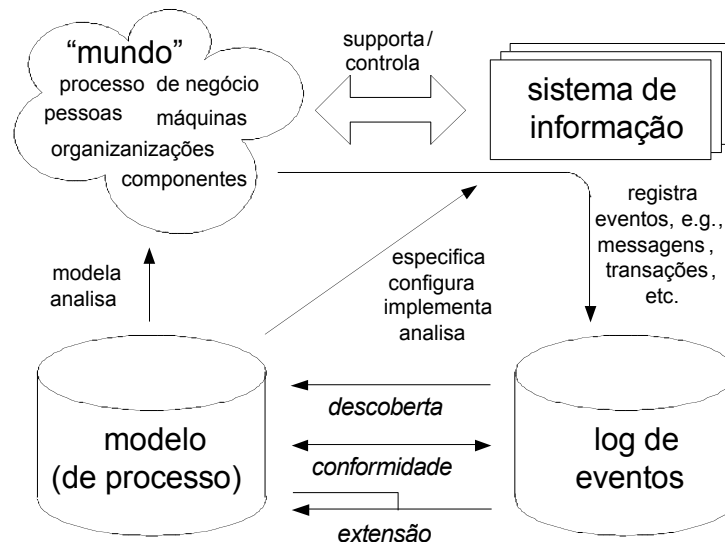 “mundo”
processo de negócio
pessoas
máquinas
organizanizações
componentes
supporta/
controla
sistema de
informação
registra
eventos, e.g.,
messagens,
transações,
etc.
modela
analisa
especifica
configura
implementa
analisa
modelo
(de processo)
descoberta
conformidade
extensão
log de
eventos